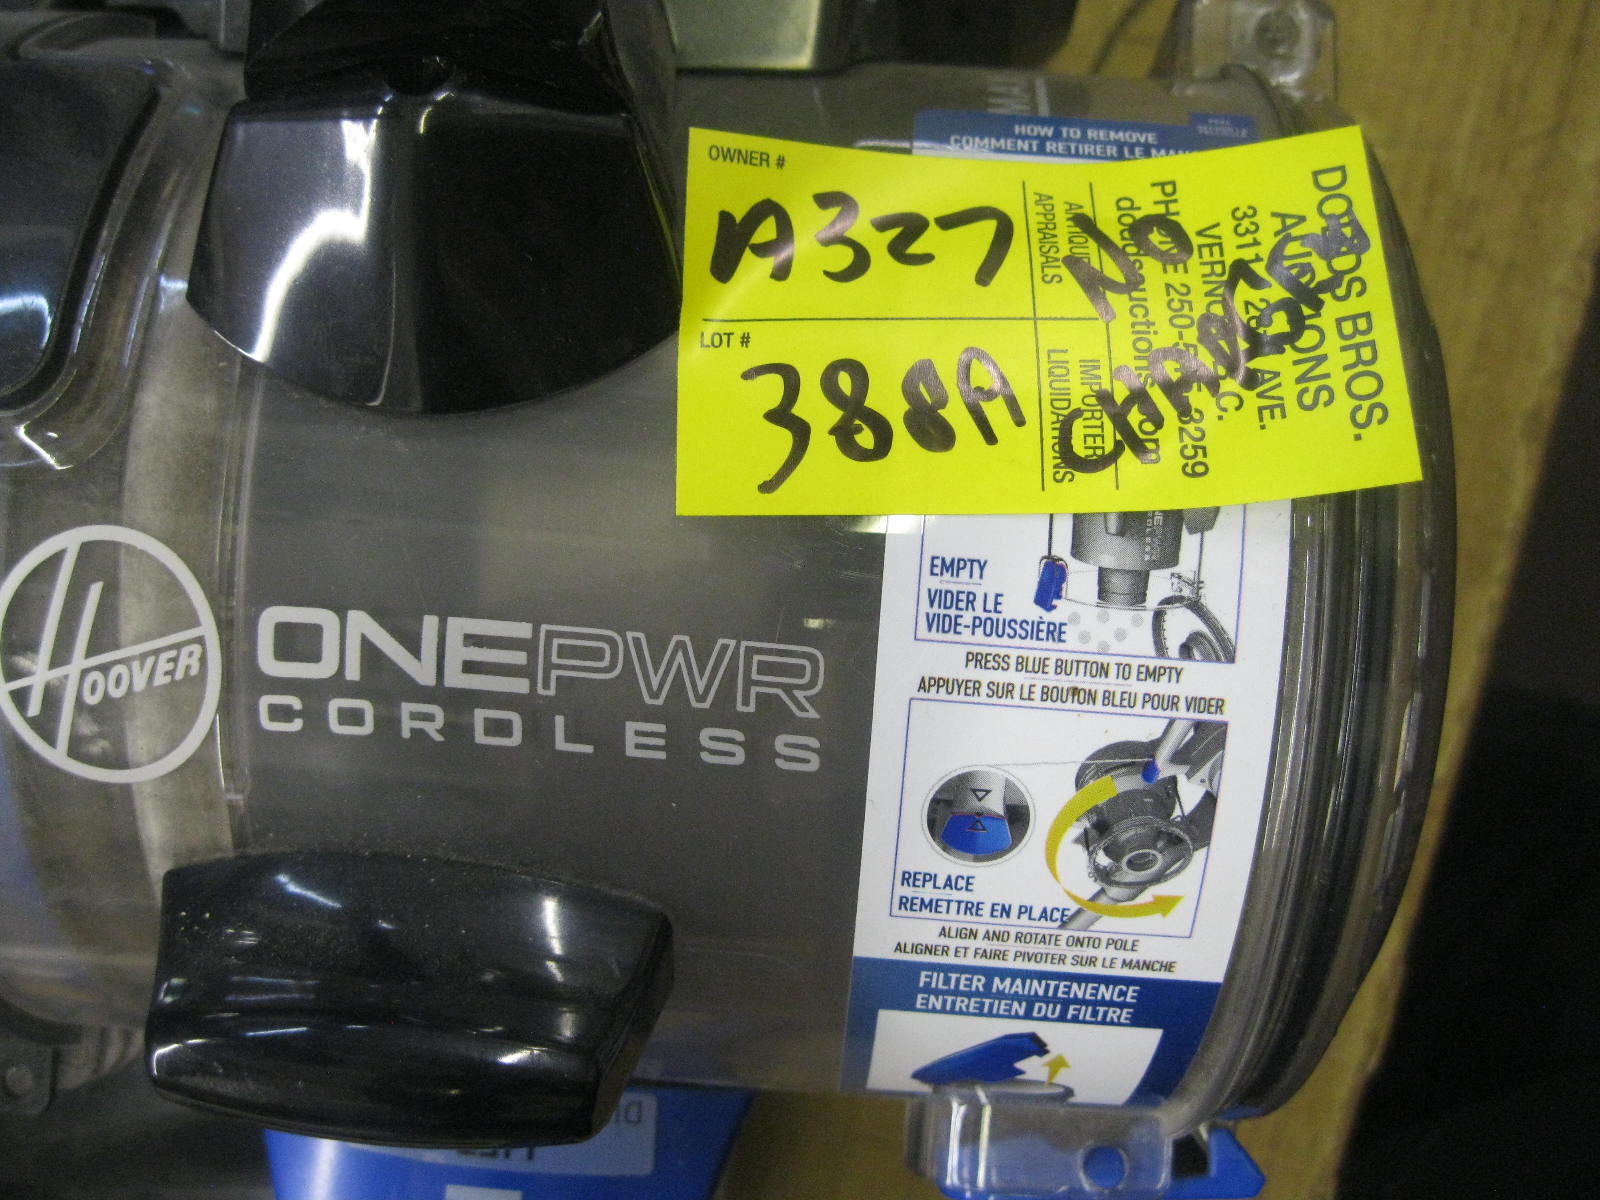 HOW TO REMOVE
COMMENT RETIRER LE
OWNER #
A327
LOT #
388A
APPRAISALS
LIQUIDATIONS
IMPORTER
NO
CHARGER
DODDS BROS.
AUCTIONS
AVE.
VERNON B.C.
3259
HOOVER
ONEPWR
CORDLESS
EMPTY
VIDER LE
VIDE-POUSSIÈRE
PRESS BLUE BUTTON TO EMPTY
APPUYER SUR LE BOUTON BLEU POUR VIDER
REPLACE
REMETTRE EN PLACE
ALIGN AND ROTATE ONTO POLE
ALIGNER ET FAIRE PIVOTER SUR LE MANCHE
FILTER MAINTENENCE
ENTRETIEN DU FILTRE